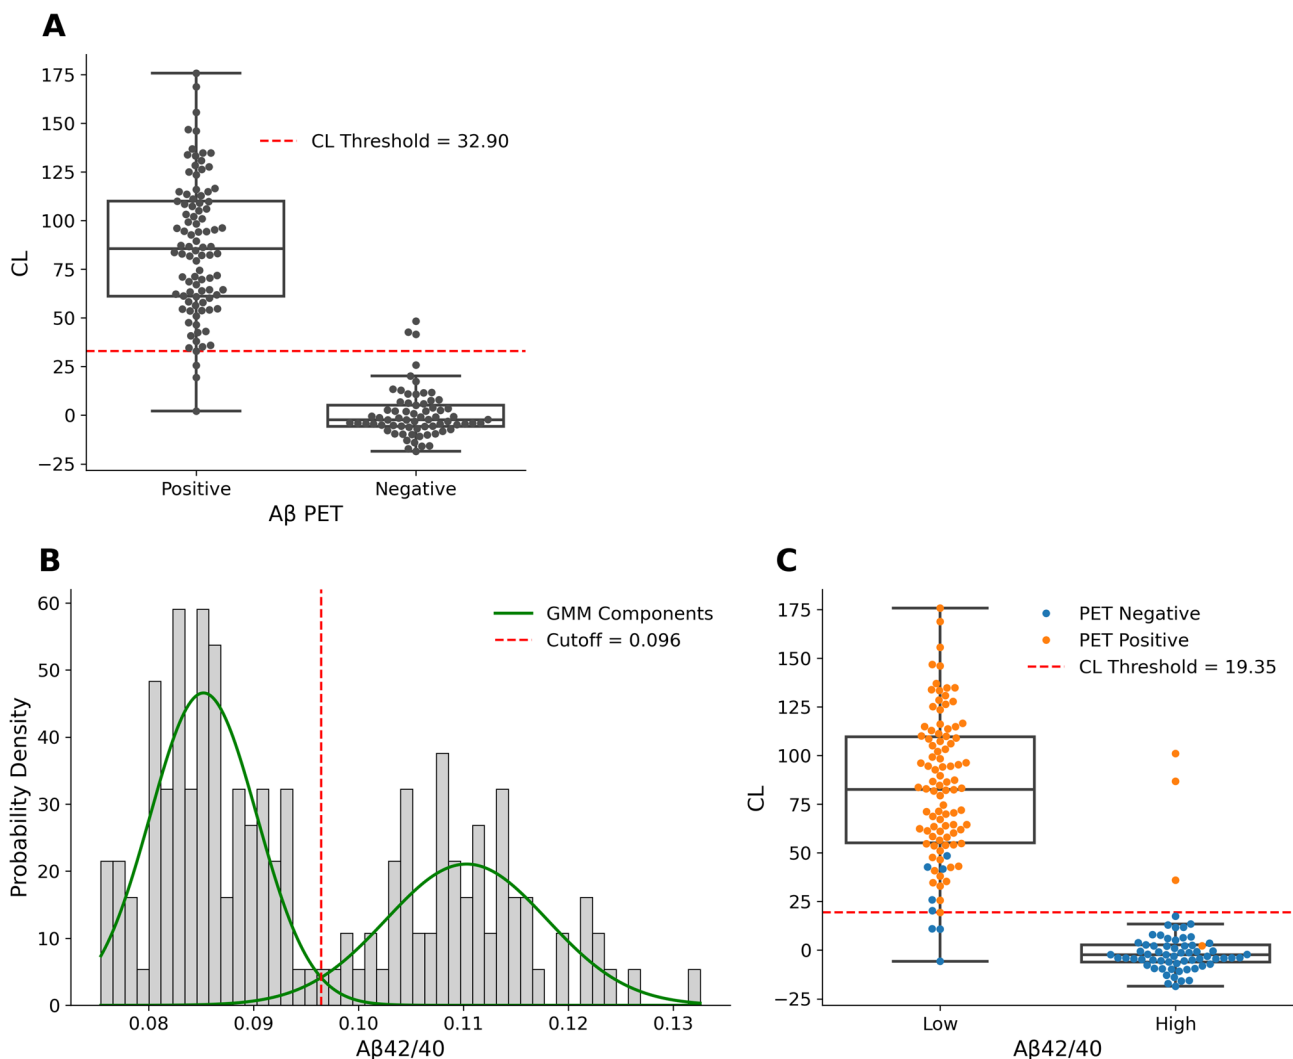 A
175
150
125
100
75
50
25
0
−25
CL
CL Threshold = 32.90
Positive
Negative
Aβ PET
B
60
50
40
30
20
10
0
Probability Density
GMM Components
Cutoff = 0.096
0.08
0.09
0.10
0.11
0.12
0.13
Aβ42/40
C
175
150
125
100
75
50
25
0
−25
CL
PET Negative
PET Positive
CL Threshold = 19.35
Low
High
Aβ42/40